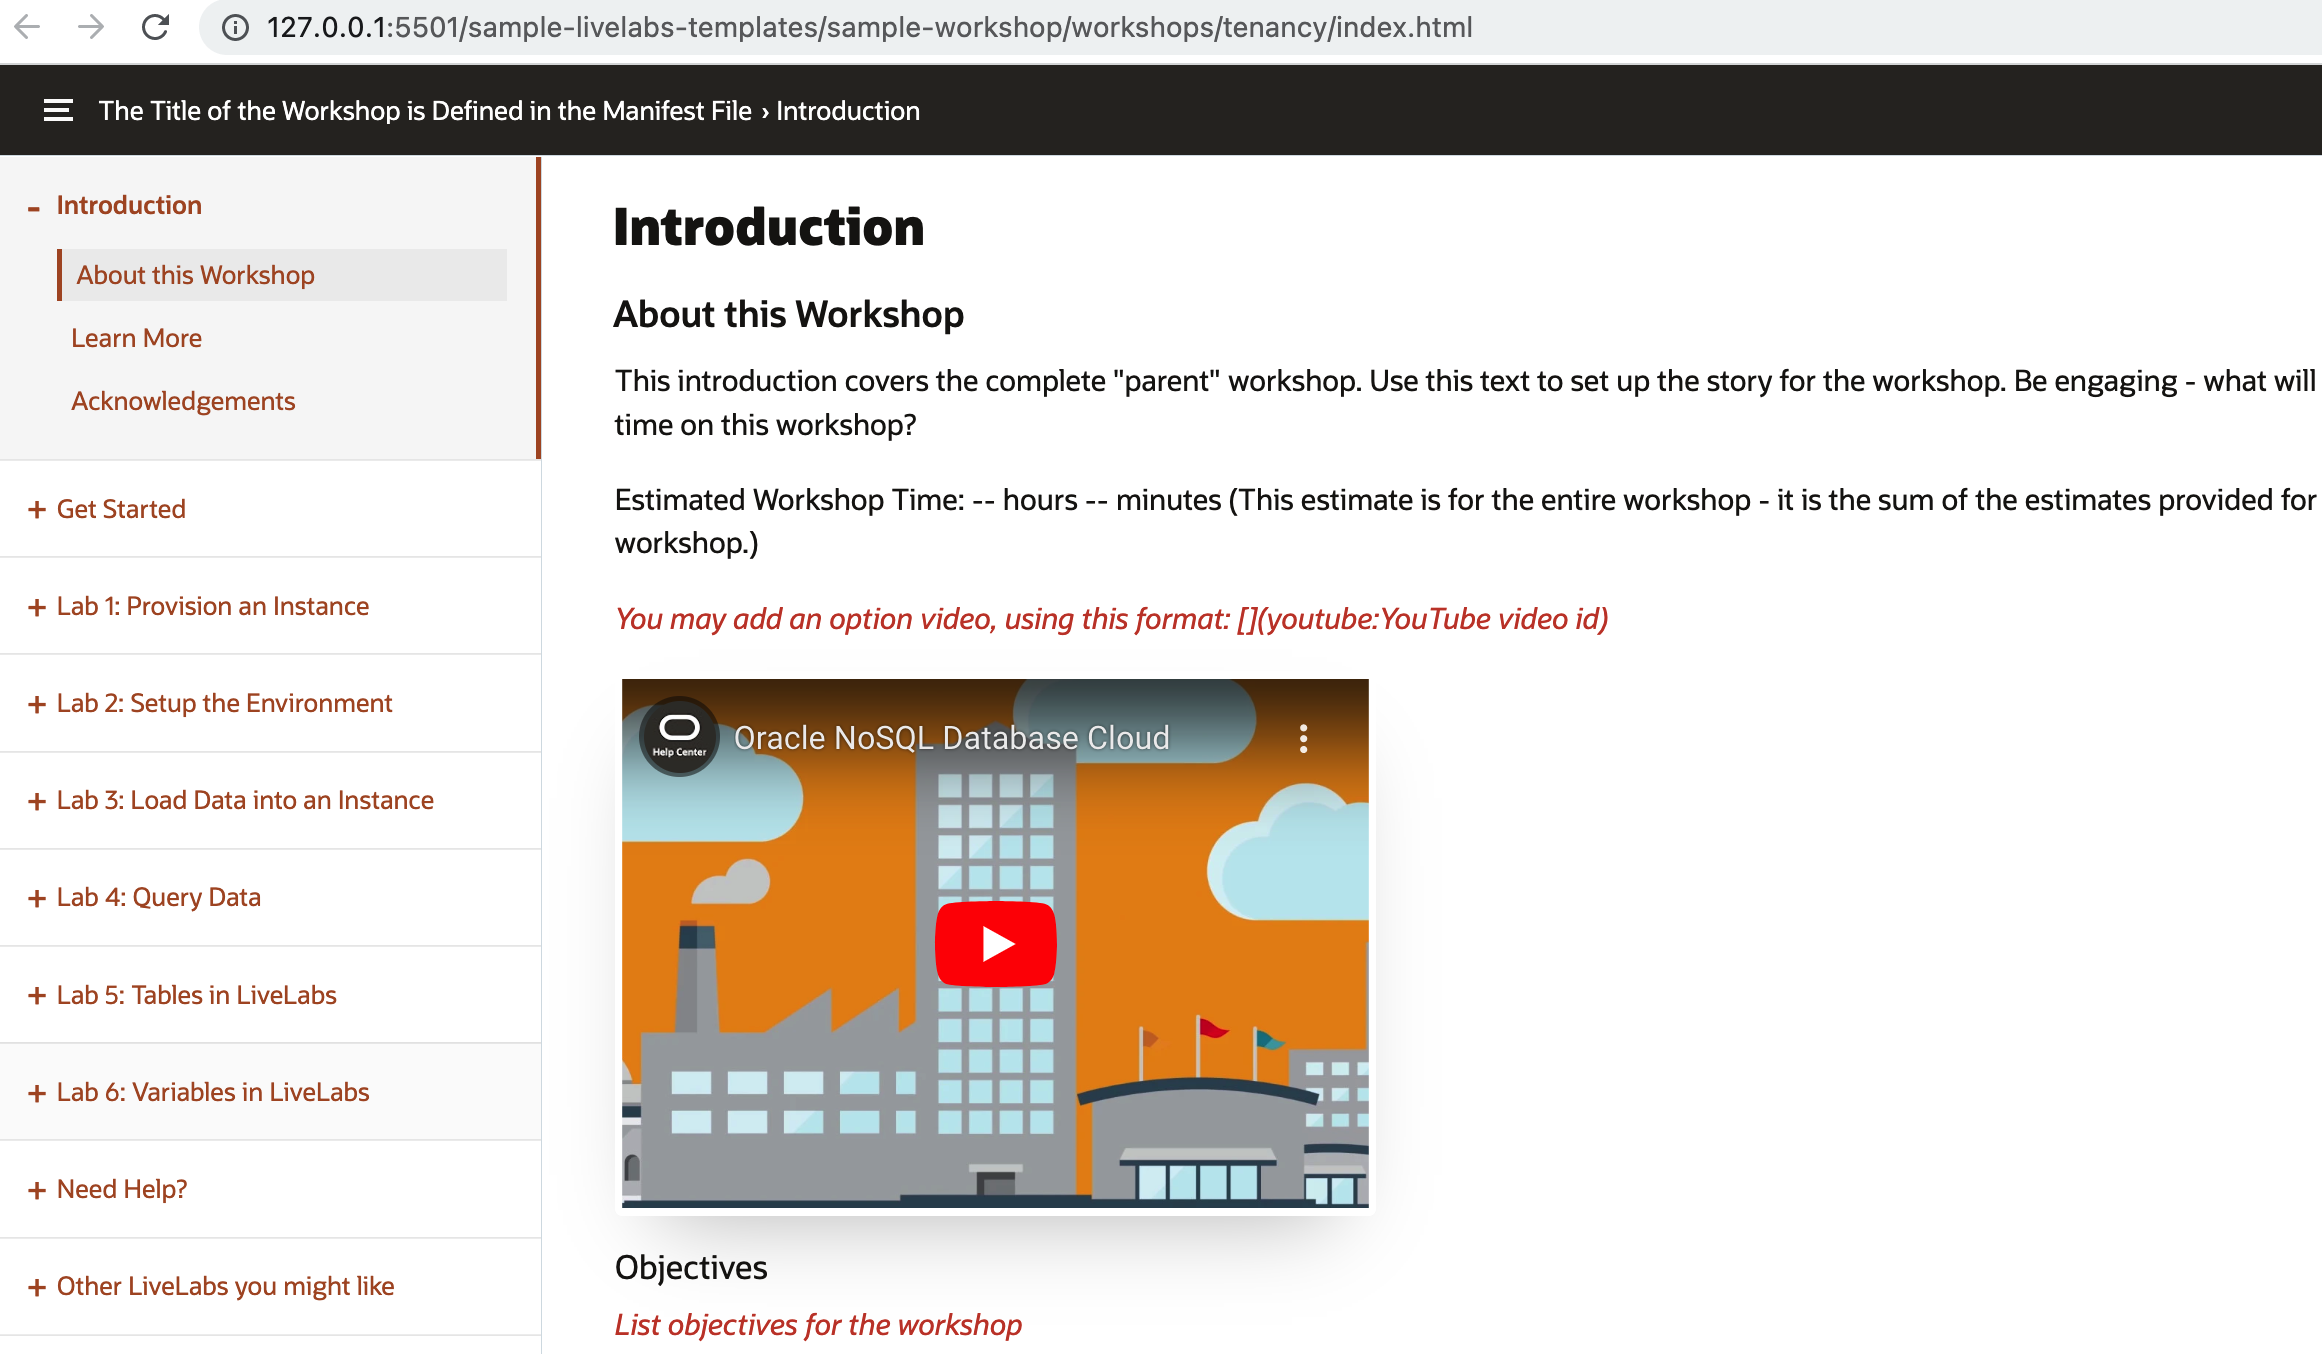 127.0.0.1:5501/sample-livelabs-templates/sample-workshop/workshops/tenancy/index.html
The Title of the Workshop is Defined in the Manifest File › Introduction
- Introduction
About this Workshop
Learn More
Acknowledgements
+ Get Started
+ Lab 1: Provision an Instance
+ Lab 2: Setup the Environment
+ Lab 3: Load Data into an Instance
+ Lab 4: Query Data
+ Lab 5: Tables in LiveLabs
+ Lab 6: Variables in LiveLabs
+ Need Help?
+ Other LiveLabs you might like
Introduction
About this Workshop
This introduction covers the complete "parent" workshop. Use this text to set up the story for the workshop. Be engaging - what will
time on this workshop?
Estimated Workshop Time: -- hours -- minutes (This estimate is for the entire workshop - it is the sum of the estimates provided for
workshop.)
You may add an option video, using this format: [](youtube:YouTube video id)
Help Center
Oracle NoSQL Database Cloud
Objectives
List objectives for the workshop